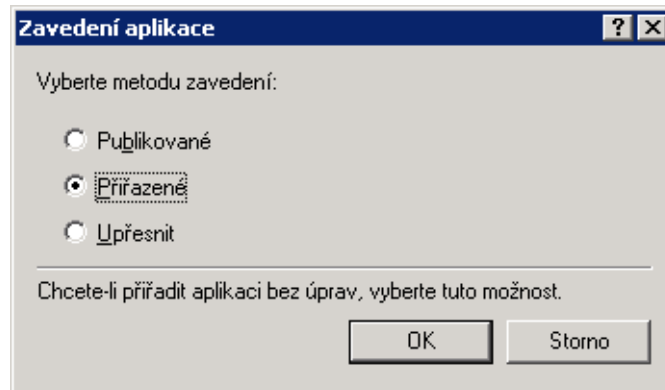 Zavedení aplikace
Vyberte metodu zavedení:
Publikované
Přiřazené
Upřesnit
Chcete-li přiřadit aplikaci bez úprav, vyberte tuto možnost.
OK Storno